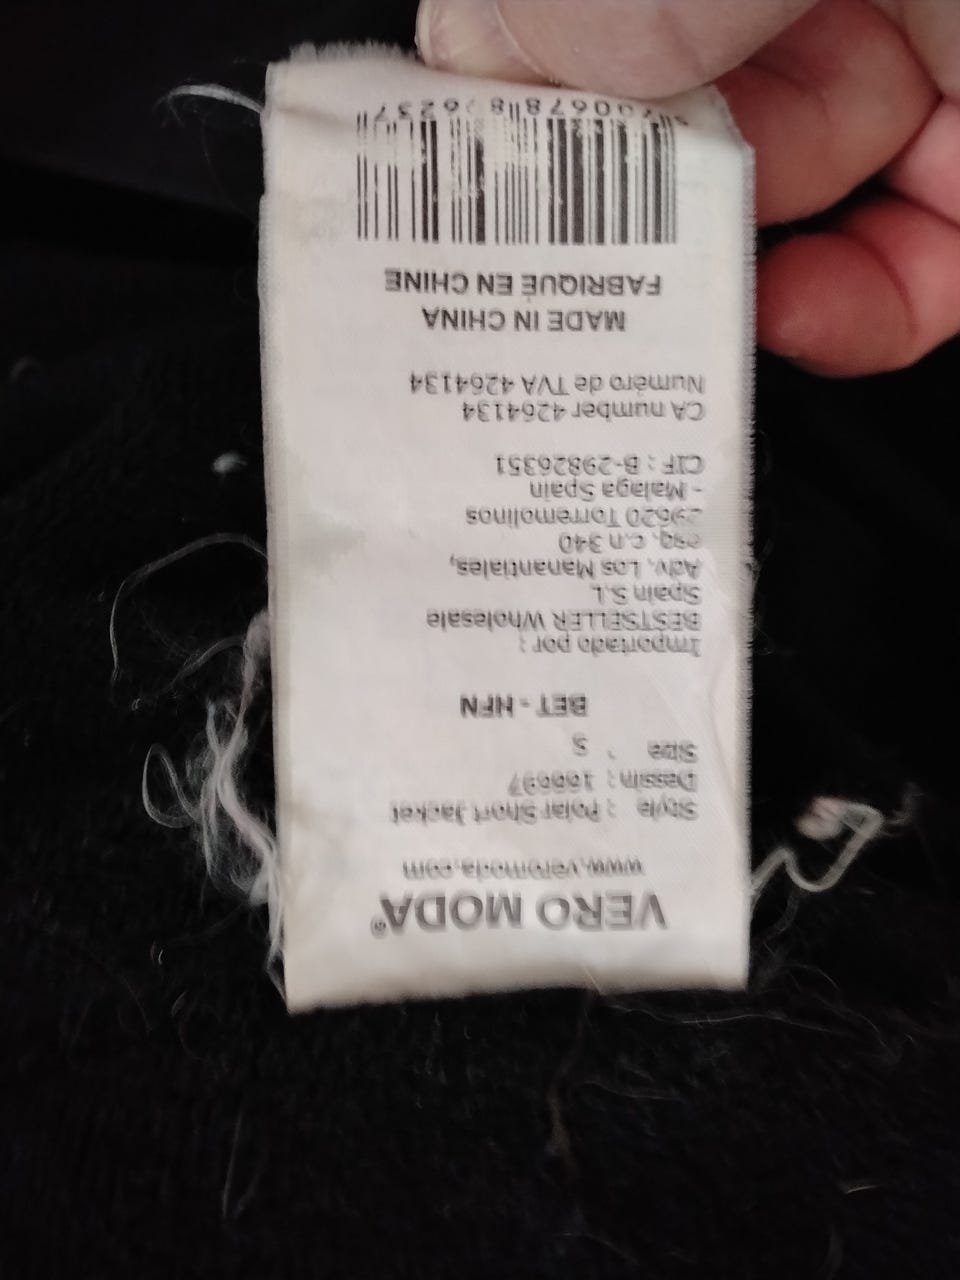 VERO MODA®
www.veromoda.com
Style : Polar Short Jacket
Dessin : 166697
Size : S
BET - HFN
Importado por :
BESTSELLER Wholesale
Spain S.L
Adv. Los Manantiales,
esq. c.n 340
29620 Torremolinos
- Malaga Spain
CIF : B-29826351
CA number 4264134
Numéro de TVA 4264134
MADE IN CHINA
FABRIQUÉ EN CHINE